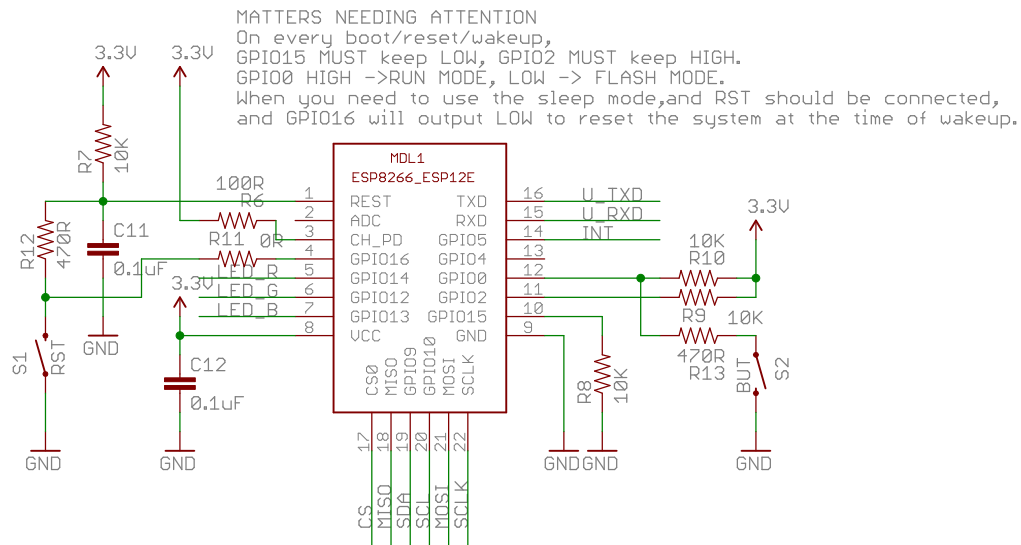 MATTERS NEEDING ATTENTION
On every boot/reset/wakeup,
GPIO15 MUST keep LOW, GPIO2 MUST keep HIGH.
GPIO0 HIGH ->RUN MODE, LOW -> FLASH MODE.
When you need to use the sleep mode,and RST should be connected,
and GPIO16 will output LOW to reset the system at the time of wakeup.
3.3V
3.3V
R7
10K
MDL1
ESP8266_ESP12E
100R
R6
R11
0R
R12
470R
C11
0.1uF
S1
RST
GND
GND
3.3V
LED_R
LED_G
LED_B
C12
0.1uF
GND
1 REST
2 ADC
3 CH_PD
4 GPIO16
5 GPIO14
6 GPIO12
7 GPIO13
8 VCC
TXD 16 U_TXD
RXD 15 U_RXD
GPIO5 14 INT
GPIO4 13
GPIO0 12
GPIO2 11
GPIO15 10
GND 9
CS0
MISO
GPIO9
GPIO10
MOSI
SCLK
17
18
19
20
21
22
CS
MISO
SDA
SCL
MOSI
SCLK
3.3V
10K
R10
R9
10K
470R
R13
BUT
S2
R8
10K
GND
GND
GND